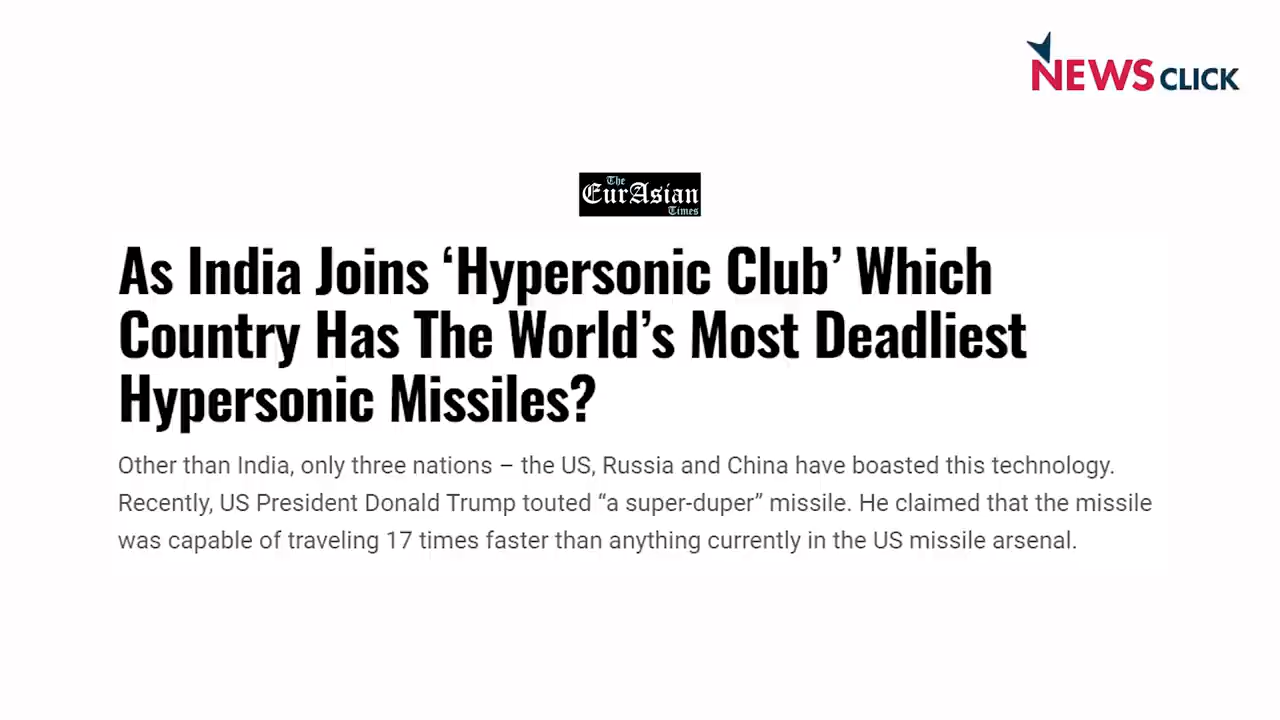 NEWS CLICK
The
EurAsian
Times
As India Joins ‘Hypersonic Club’ Which
Country Has The World’s Most Deadliest
Hypersonic Missiles?
Other than India, only three nations – the US, Russia and China have boasted this technology.
Recently, US President Donald Trump touted “a super-duper” missile. He claimed that the missile
was capable of traveling 17 times faster than anything currently in the US missile arsenal.